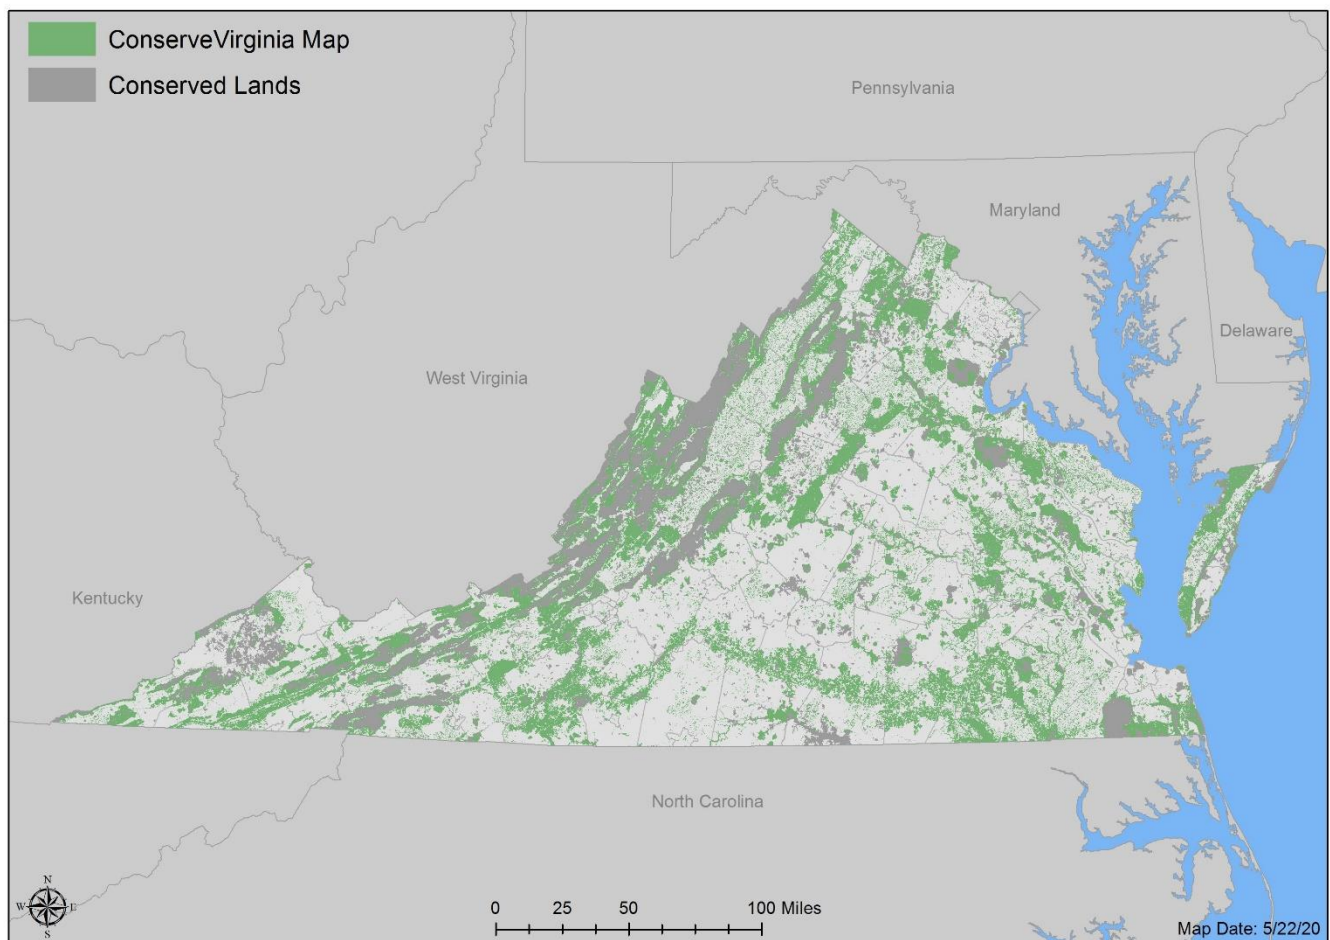 ConserveVirginia Map
Conserved Lands
Pennsylvania
Maryland
Delaware
West Virginia
Kentucky
North Carolina
N
W E
S
0 25 50 100 Miles
Map Date: 5/22/20